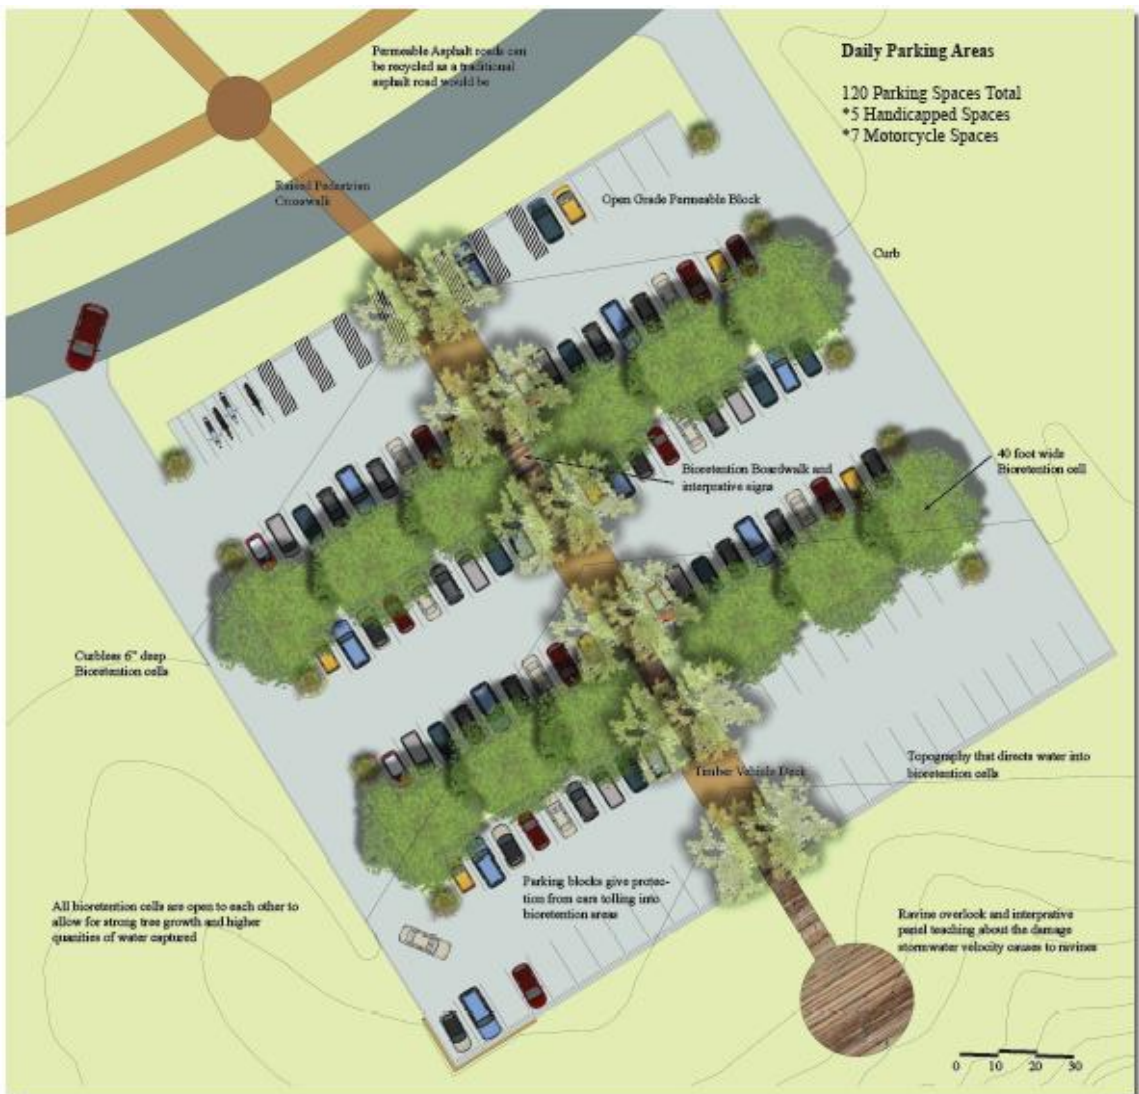 Permeable Asphalt roads can
be recycled as a traditional
asphalt road would be
Daily Parking Areas
120 Parking Spaces Total
*5 Handicapped Spaces
*7 Motorcycle Spaces
Raised Pedestrian
Crosswalk
Open Grade Permeable Block
Curb
40 foot wide
Bioretention cell
Bioretention Boardwalk and
interprative signs
Curbless 6" deep
Bioretention cells
Timber Vehicle Deck
Topography that directs water into
bioretention cells
Parking blocks give protec-
tion from cars tolling into
bioretention areas
All bioretention cells are open to each other to
allow for strong tree growth and higher
quanities of water captured
Ravine overlook and interprative
panel teaching about the damage
stormwater velocity causes to ravines
0 10 20 30